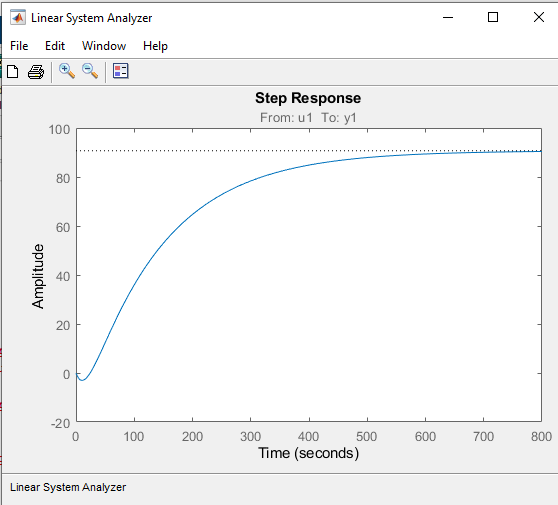 Linear System Analyzer
File Edit Window Help
Step Response
From: u1 To: y1
100
80
60
40
20
0
-20
Amplitude
0 100 200 300 400 500 600 700 800
Time (seconds)
Linear System Analyzer